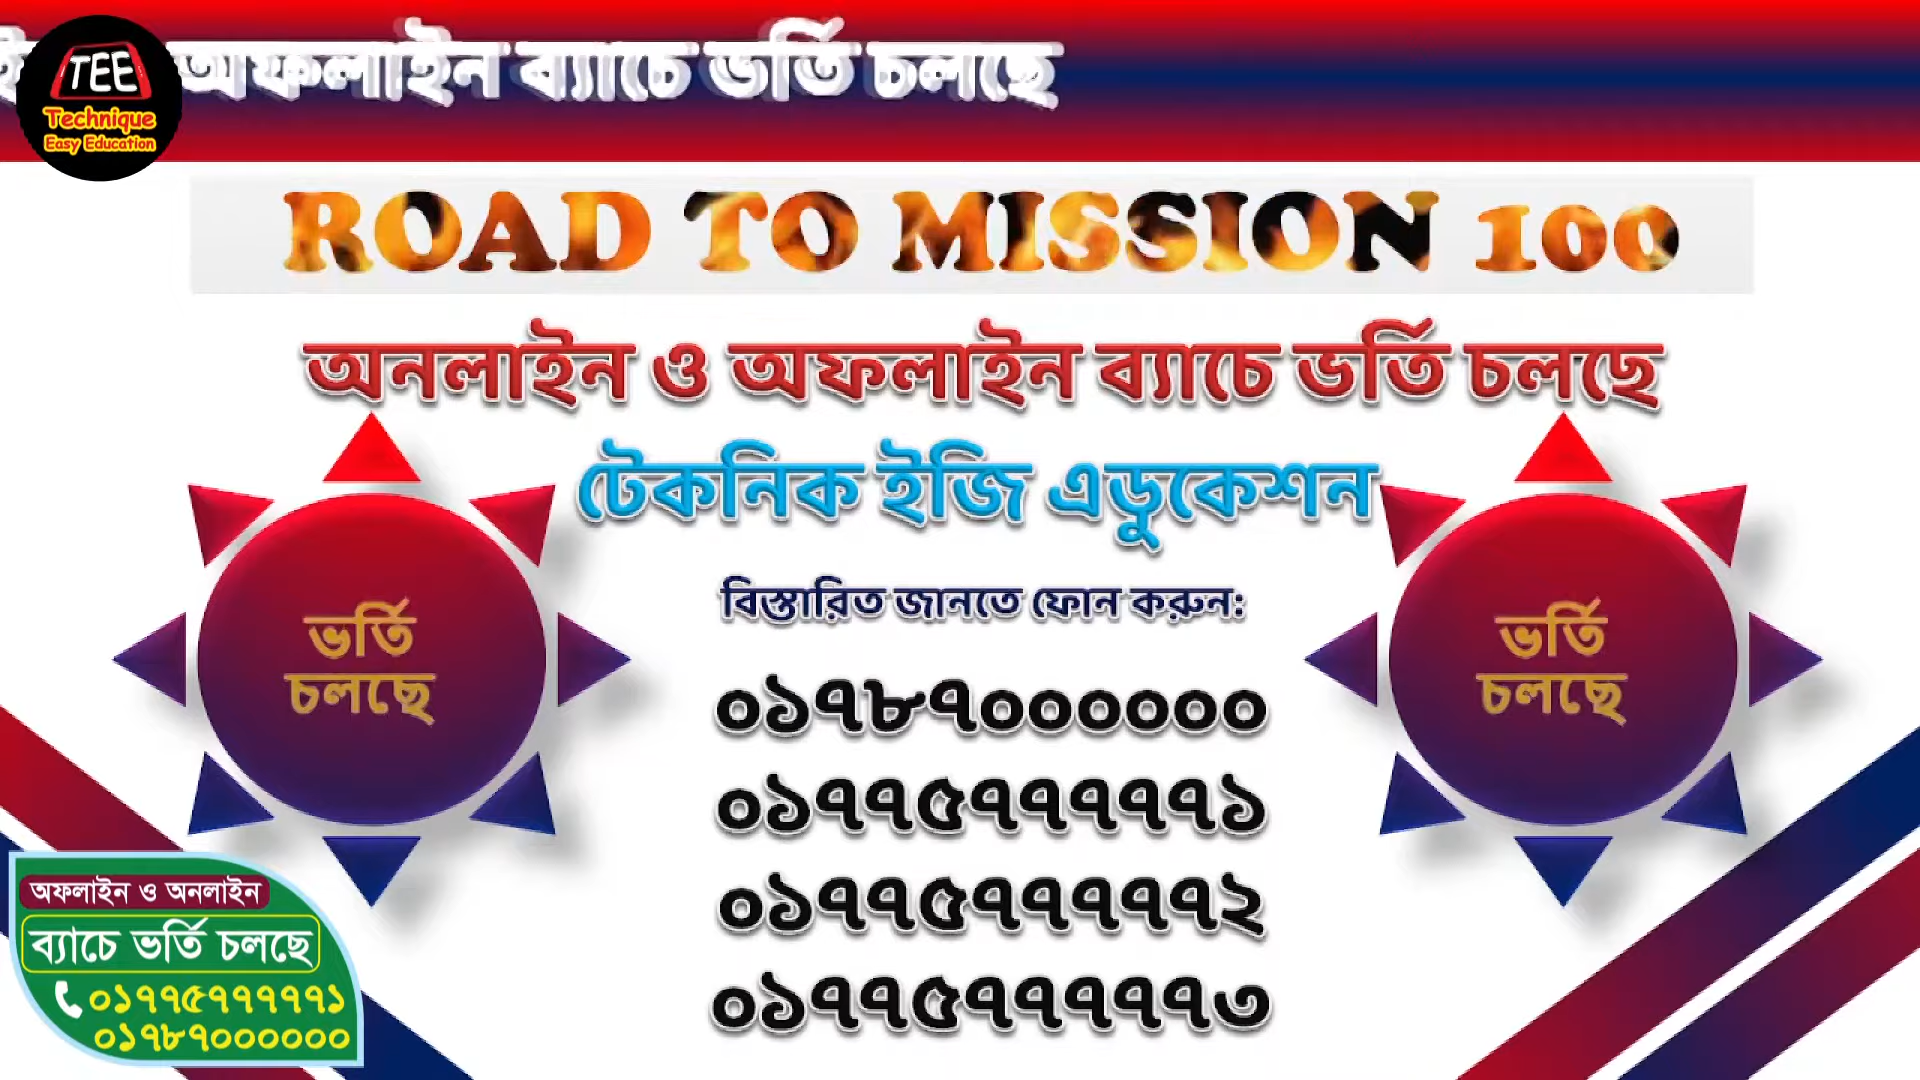 অফলাইন ব্যাচে ভর্তি চলছে
TEE
Technique
Easy Education
ROAD TO MISSION 100
অনলাইন ও অফলাইন ব্যাচে ভর্তি চলছে
টেকনিক ইজি এডুকেশন
বিস্তারিত জানতে ফোন করুন:
ভর্তি
চলছে
ভর্তি
চলছে
০১৭৮৭০০০০০০
০১৭৭৫৭৭৭৭৭১
০১৭৭৫৭৭৭৭৭২
০১৭৭৫৭৭৭৭৭৩
অফলাইন ও অনলাইন
ব্যাচে ভর্তি চলছে
০১৭৭৫৭৭৭৭৭১
০১৭৮৭০০০০০০